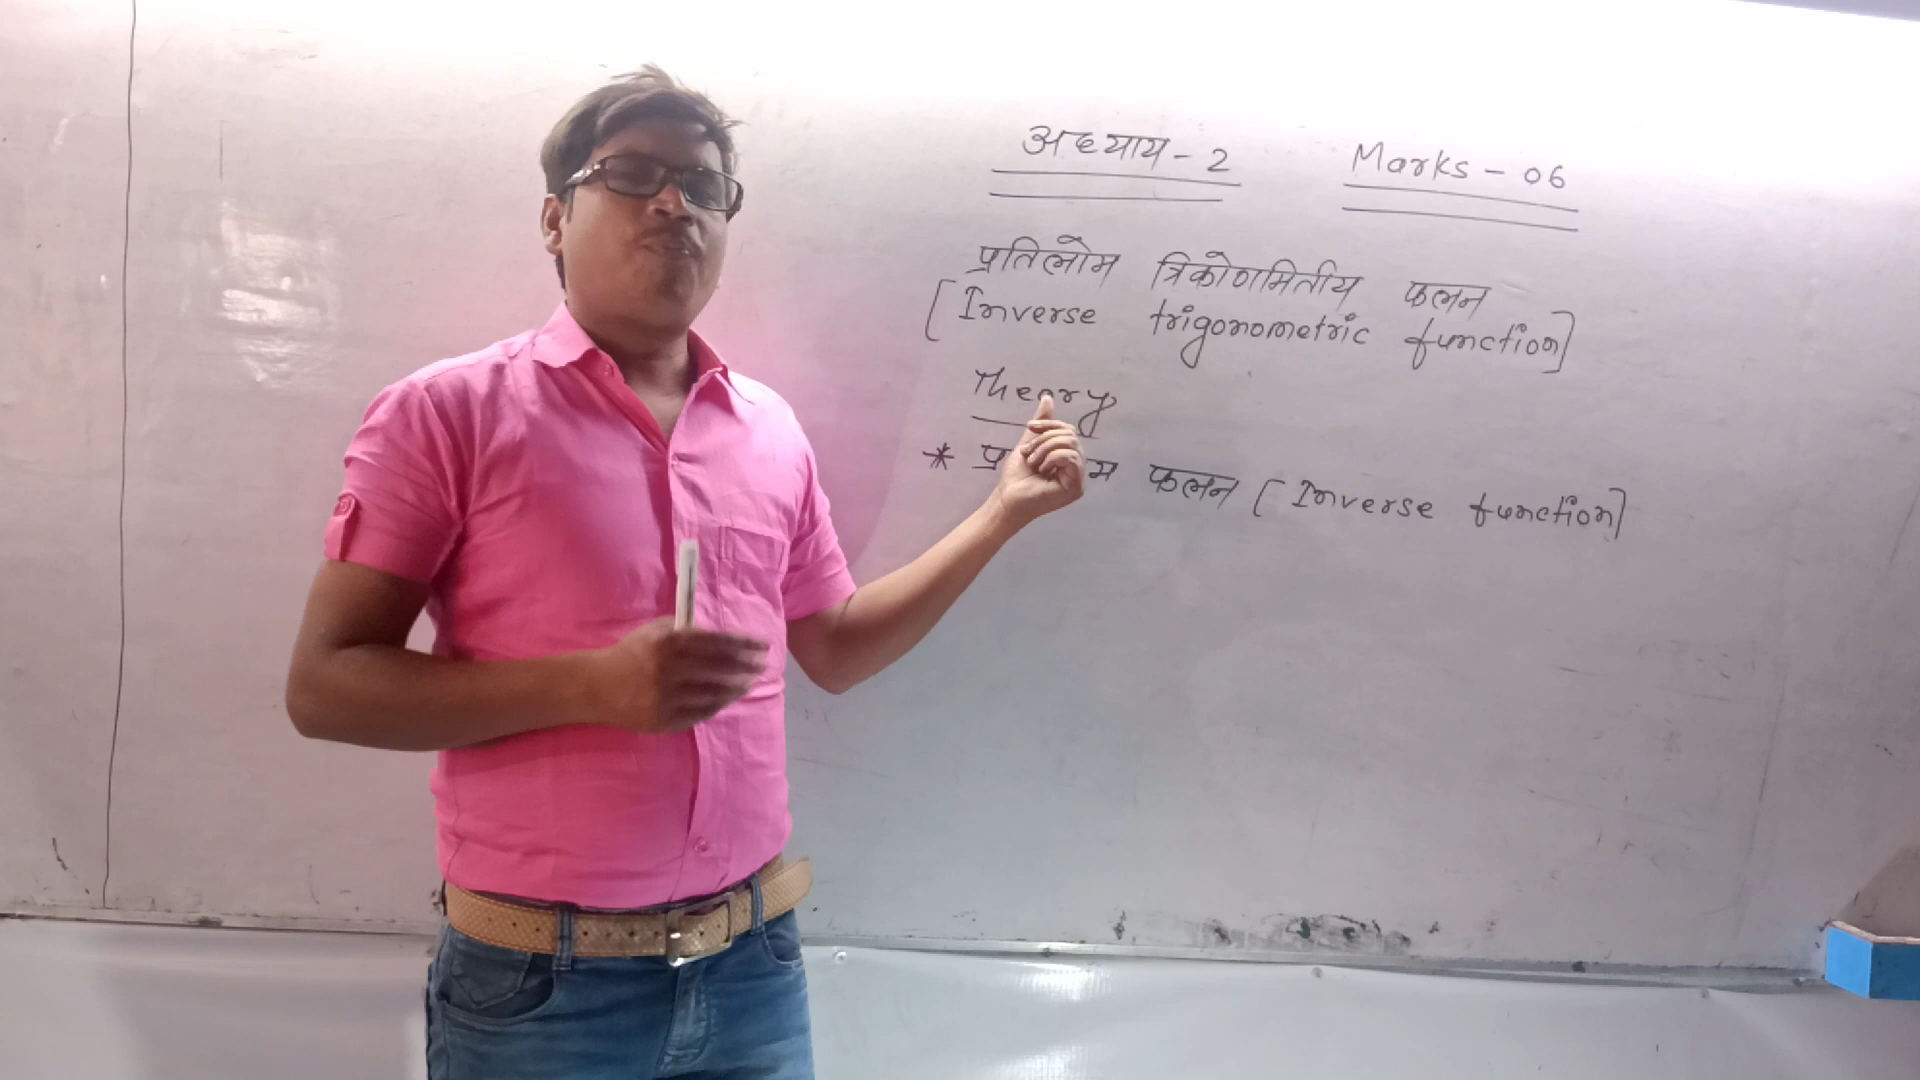 अध्याय - 2 Marks - 06
प्रतिलोम त्रिकोणमितीय फलन
[Inverse trigonometric function]
Theory
* फलन [Inverse function]